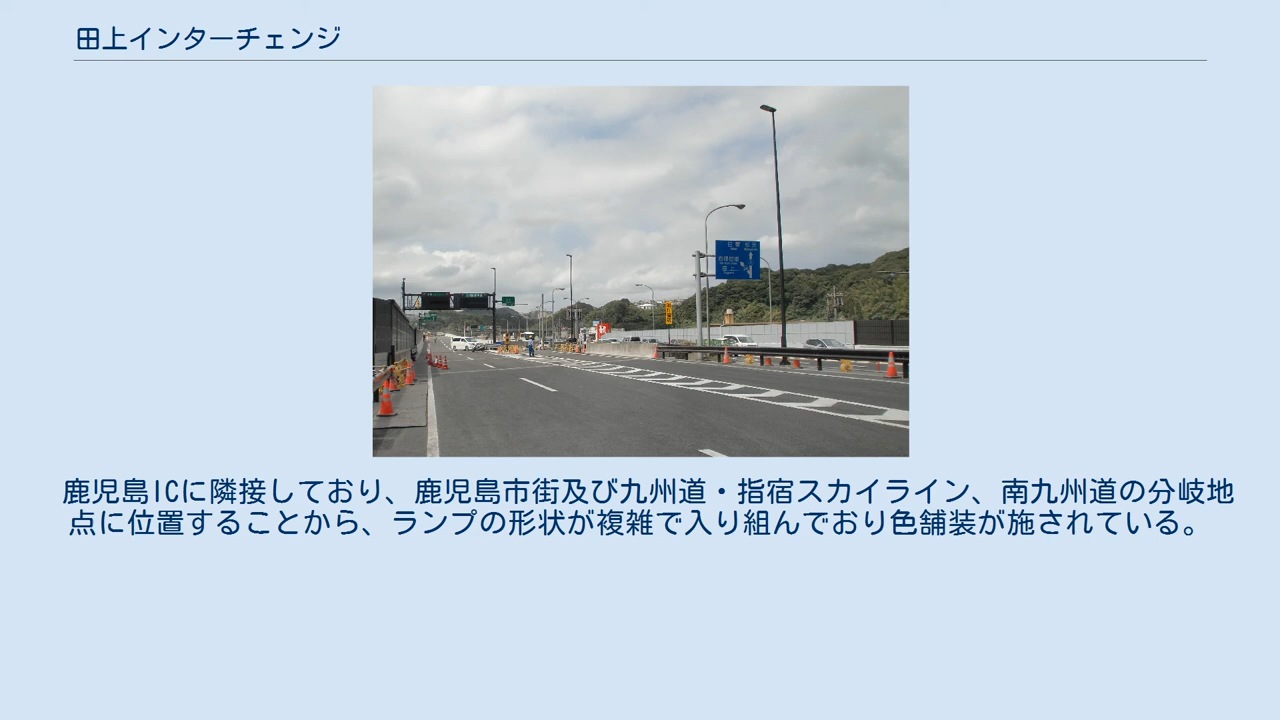 田上インターチェンジ
鹿児島ICに隣接しており、鹿児島市街及び九州道・指宿スカイライン、南九州道の分岐地
点に位置することから、ランプの形状が複雑で入り組んでおり色舗装が施されている。